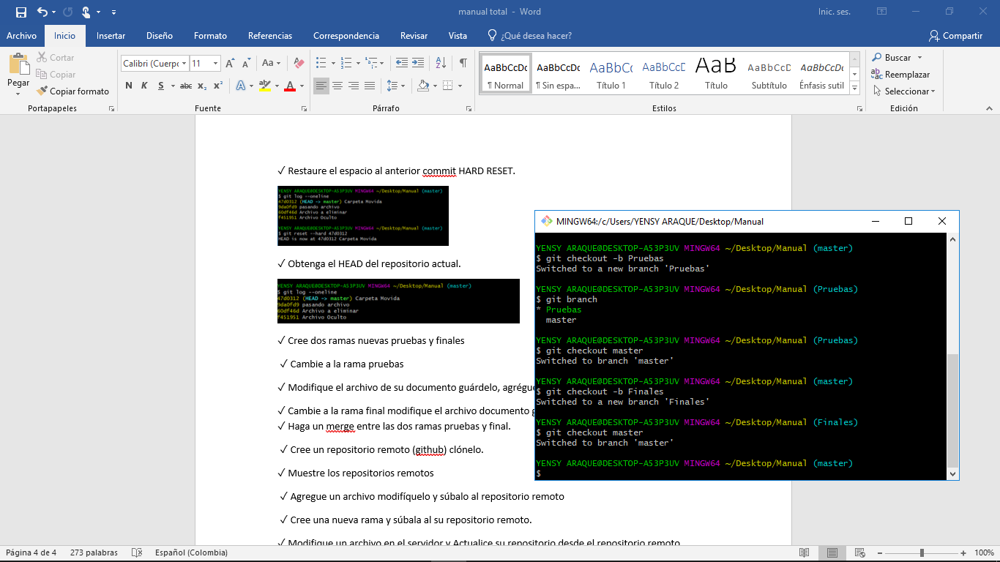 manual total - Word
Inic. ses.
Archivo Inicio Insertar Diseño Formato Referencias Correspondencia Revisar Vista ¿Qué desea hacer? Compartir
Pegar
Cortar
Copiar
Copiar formato
Portapapeles
Calibri (Cuerpo 11
Aa
N K S abc x₂ x²
Fuente
Párrafo
AaBbCcDc AaBbCcDc AaBbCc AaBbCcD AaB AaBbCcD AaBbCcDc
¶ Normal ¶ Sin espa... Título 1 Título 2 Título Subtítulo Énfasis sutil
Estilos
Buscar
Reemplazar
Seleccionar
Edición
✓ Restaure el espacio al anterior commit HARD RESET.
YENSY ARAQUE@DESKTOP-A53P3UV MINGW64 ~/Desktop/Manual (master)
$ git log --oneline
47d0312 (HEAD -> master) Carpeta Movida
9da0fd9 pasando archivo
60df46d Archivo a eliminar
f451951 Archivo Oculto
YENSY ARAQUE@DESKTOP-A53P3UV MINGW64 ~/Desktop/Manual (master)
$ git reset --hard 47d0312
HEAD is now at 47d0312 Carpeta Movida
✓ Obtenga el HEAD del repositorio actual.
YENSY ARAQUE@DESKTOP-A53P3UV MINGW64 ~/Desktop/Manual (master)
$ git log --oneline
47d0312 (HEAD -> master) Carpeta Movida
9da0fd9 pasando archivo
60df46d Archivo a eliminar
f451951 Archivo Oculto
✓ Cree dos ramas nuevas pruebas y finales
✓ Cambie a la rama pruebas
✓ Modifique el archivo de su documento guárdelo, agrégue
✓ Cambie a la rama final modifique el archivo documento g
✓ Haga un merge entre las dos ramas pruebas y final.
✓ Cree un repositorio remoto (github) clónelo.
✓ Muestre los repositorios remotos
✓ Agregue un archivo modifíquelo y súbalo al repositorio remoto
✓ Cree una nueva rama y súbala al su repositorio remoto.
✓ Modifique un archivo en el servidor y Actualice su repositorio desde el repositorio remoto
MINGW64:/c/Users/YENSY ARAQUE/Desktop/Manual
YENSY ARAQUE@DESKTOP-A53P3UV MINGW64 ~/Desktop/Manual (master)
$ git checkout -b Pruebas
Switched to a new branch 'Pruebas'
YENSY ARAQUE@DESKTOP-A53P3UV MINGW64 ~/Desktop/Manual (Pruebas)
$ git branch
* Pruebas
master
YENSY ARAQUE@DESKTOP-A53P3UV MINGW64 ~/Desktop/Manual (Pruebas)
$ git checkout master
Switched to branch 'master'
YENSY ARAQUE@DESKTOP-A53P3UV MINGW64 ~/Desktop/Manual (master)
$ git checkout -b Finales
Switched to a new branch 'Finales'
YENSY ARAQUE@DESKTOP-A53P3UV MINGW64 ~/Desktop/Manual (Finales)
$ git checkout master
Switched to branch 'master'
YENSY ARAQUE@DESKTOP-A53P3UV MINGW64 ~/Desktop/Manual (master)
$
Página 4 de 4 273 palabras Español (Colombia) 100%